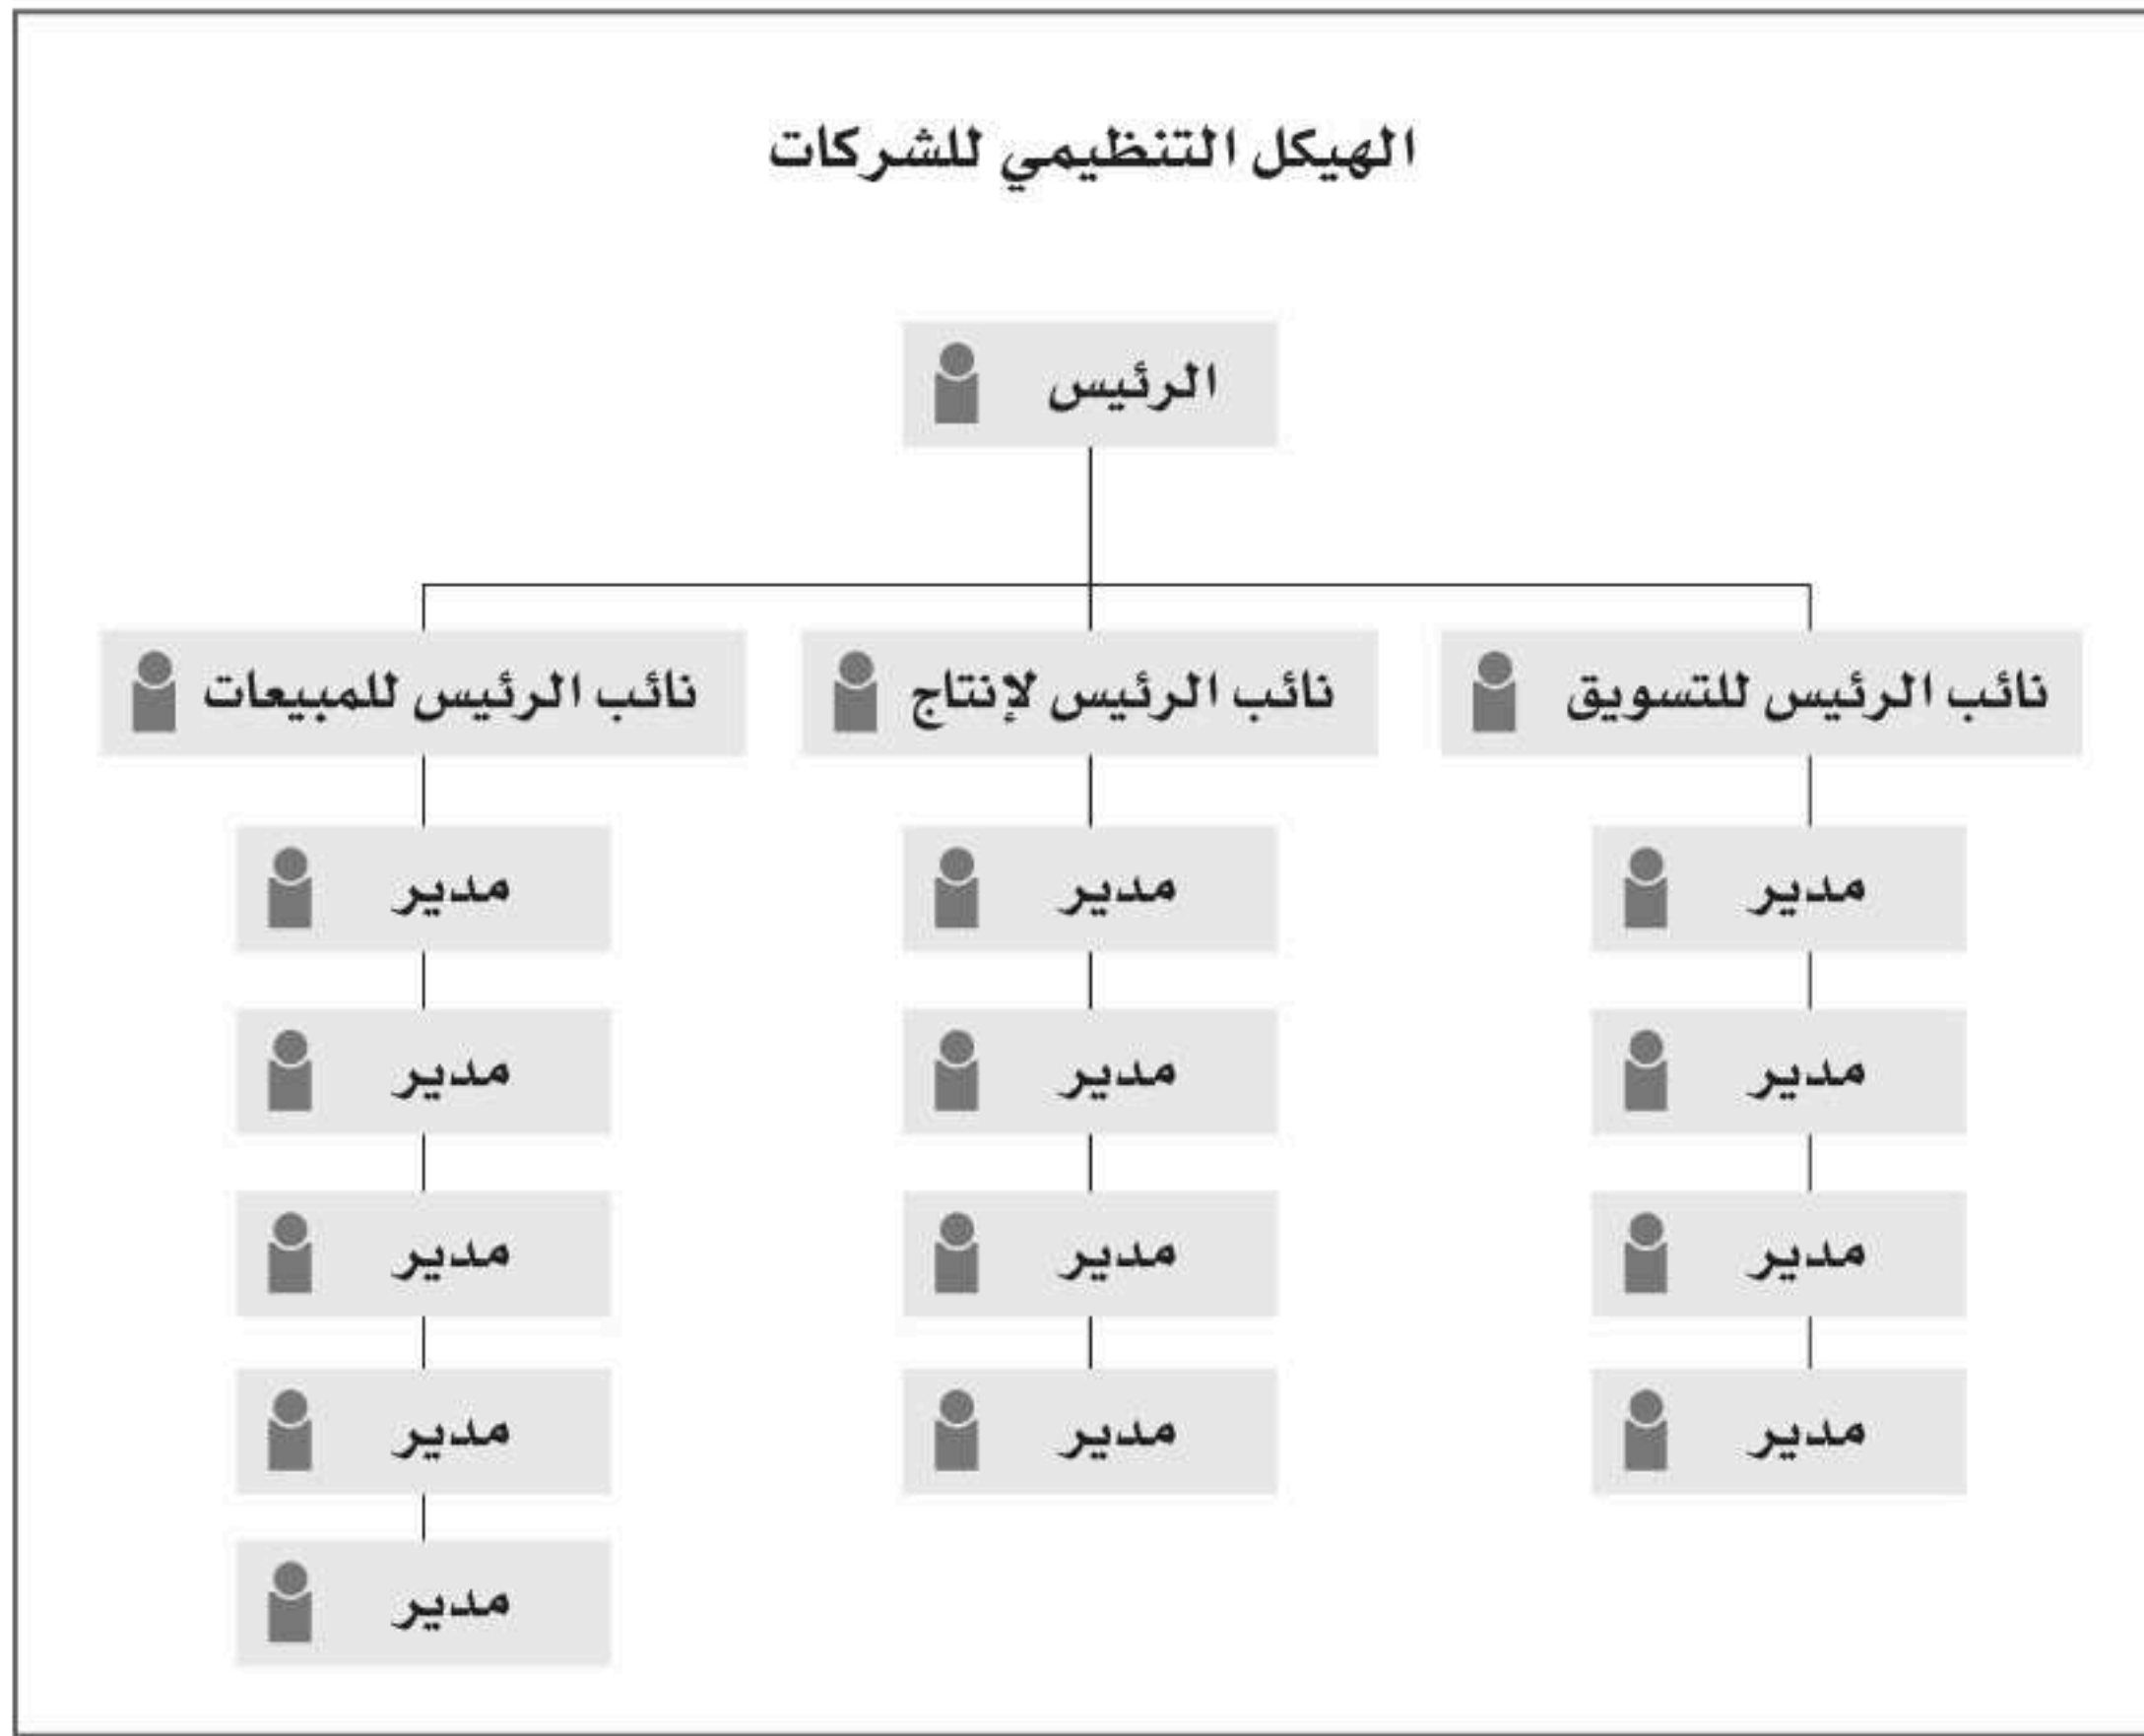 الهيكل التنظيمي للشركات
الرئيس
نائب الرئيس للتسويق
نائب الرئيس لإنتاج
نائب الرئيس للمبيعات
مدير
مدير
مدير
مدير
مدير
مدير
مدير
مدير
مدير
مدير
مدير
مدير
مدير